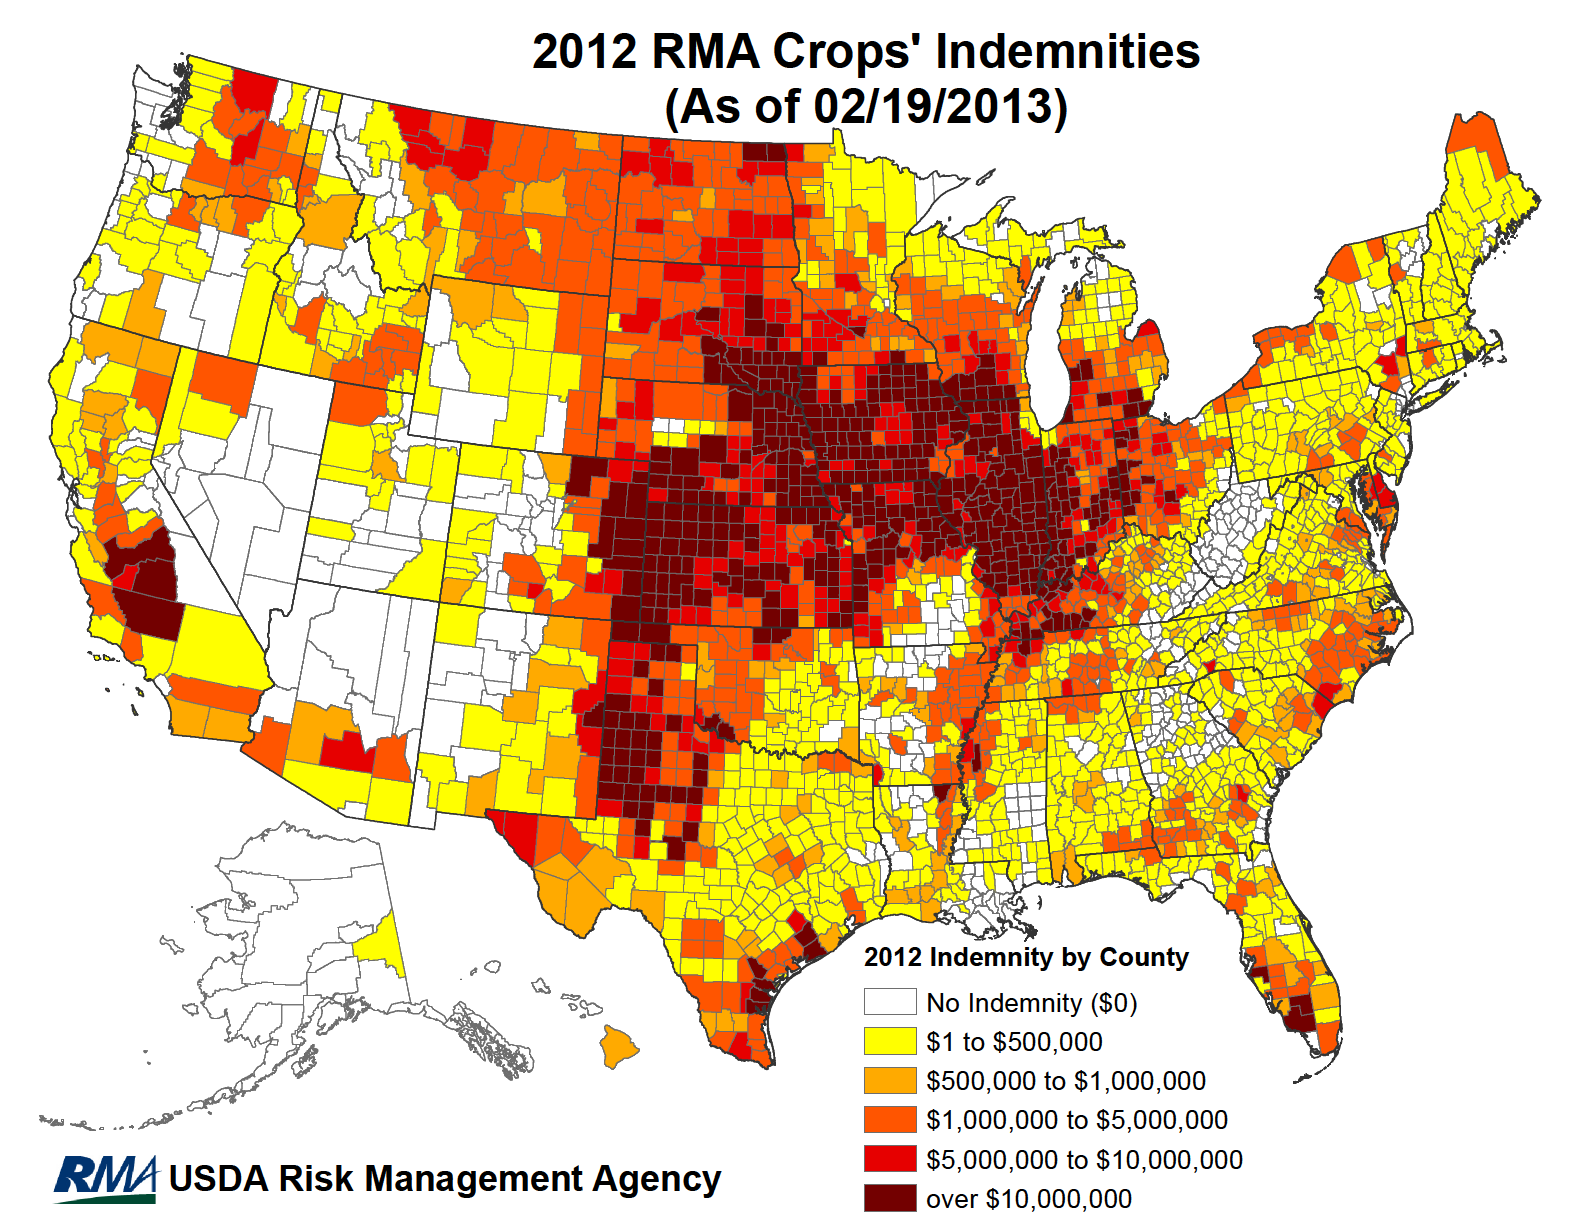 2012 RMA Crops' Indemnities
(As of 02/19/2013)
2012 Indemnity by County
No Indemnity ($0)
$1 to $500,000
$500,000 to $1,000,000
$1,000,000 to $5,000,000
$5,000,000 to $10,000,000
over $10,000,000
RMA USDA Risk Management Agency